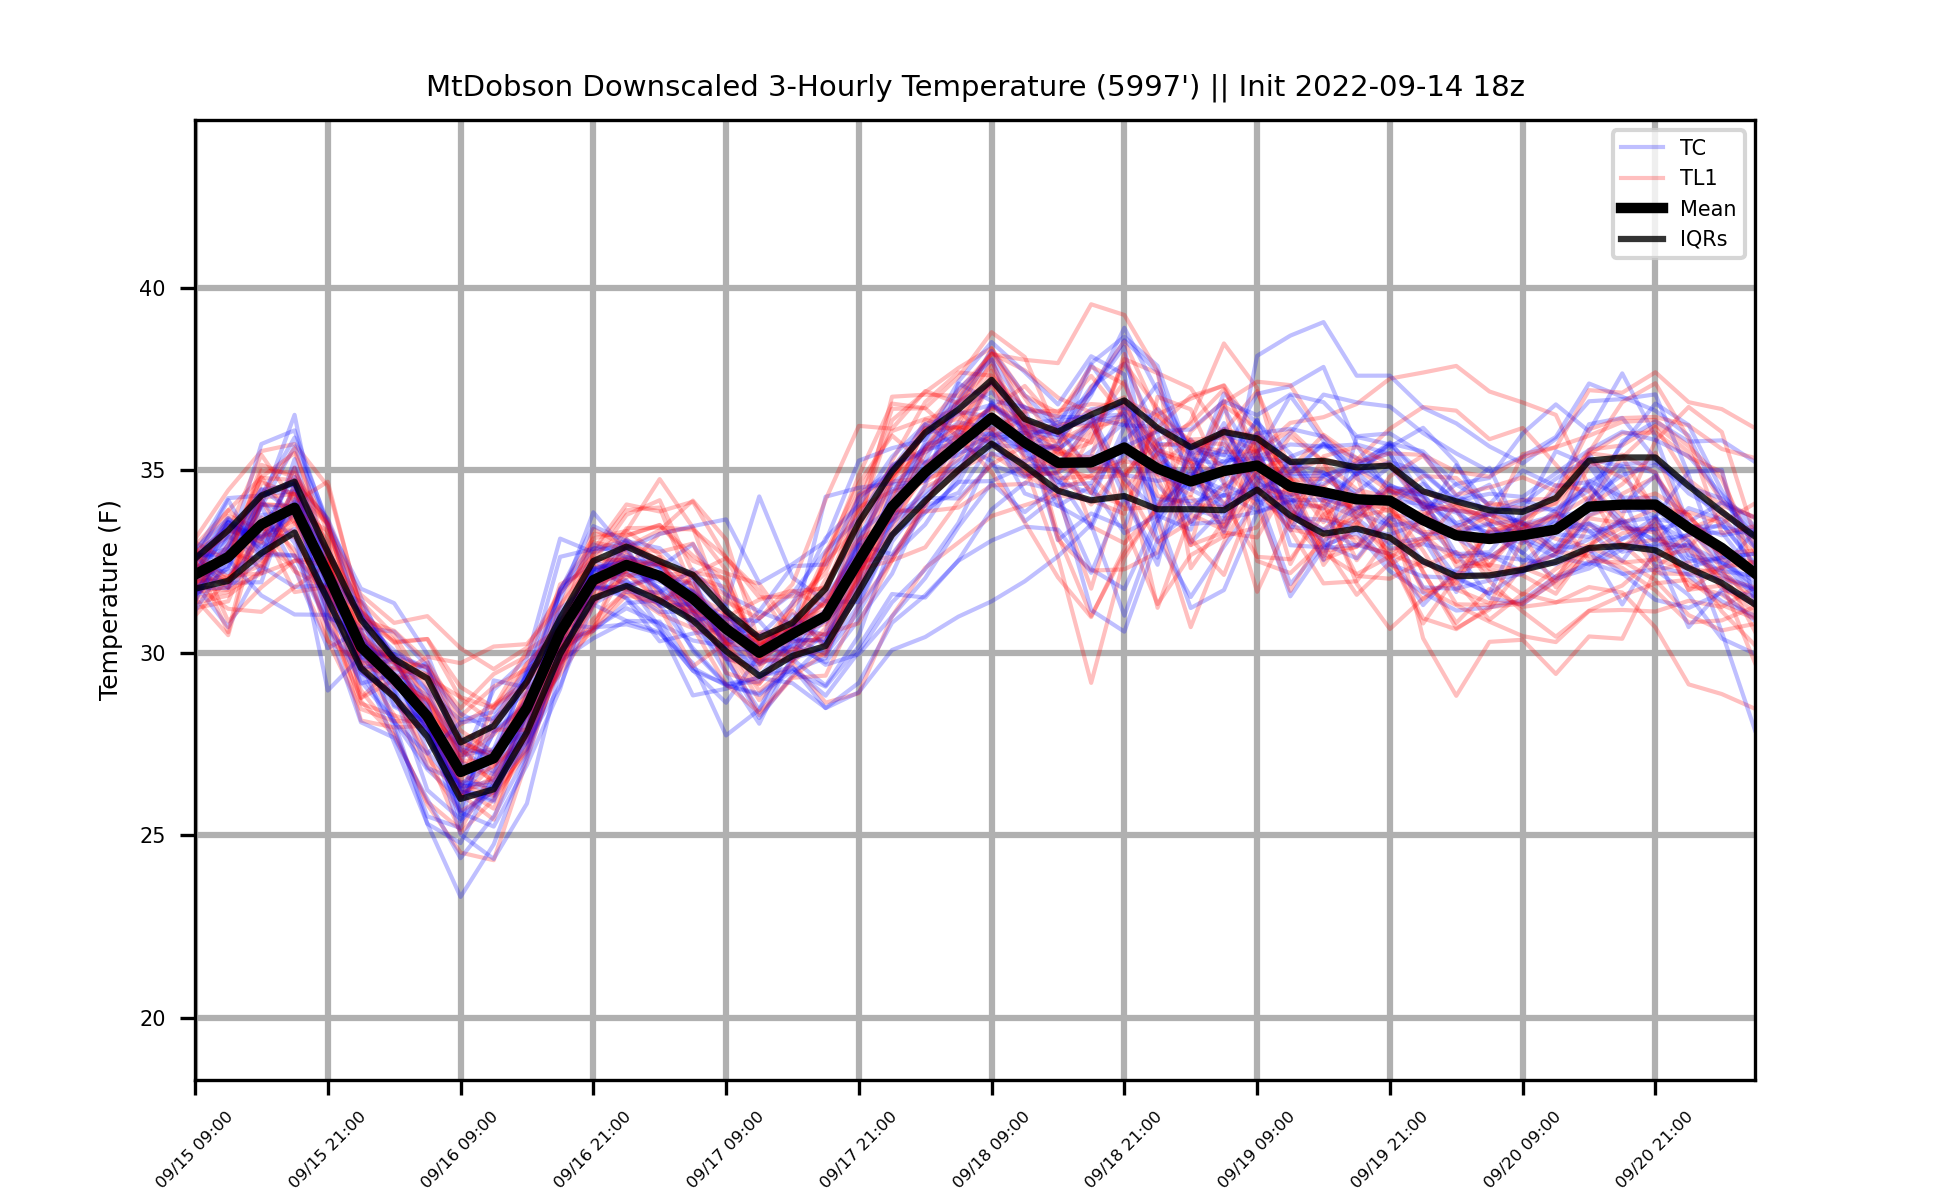 MtDobson Downscaled 3-Hourly Temperature (5997') || Init 2022-09-14 18z
TC
TL1
Mean
IQRs
Temperature (F)
40
35
30
25
20
09/15 09:00
09/15 21:00
09/16 09:00
09/16 21:00
09/17 09:00
09/17 21:00
09/18 09:00
09/18 21:00
09/19 09:00
09/19 21:00
09/20 09:00
09/20 21:00